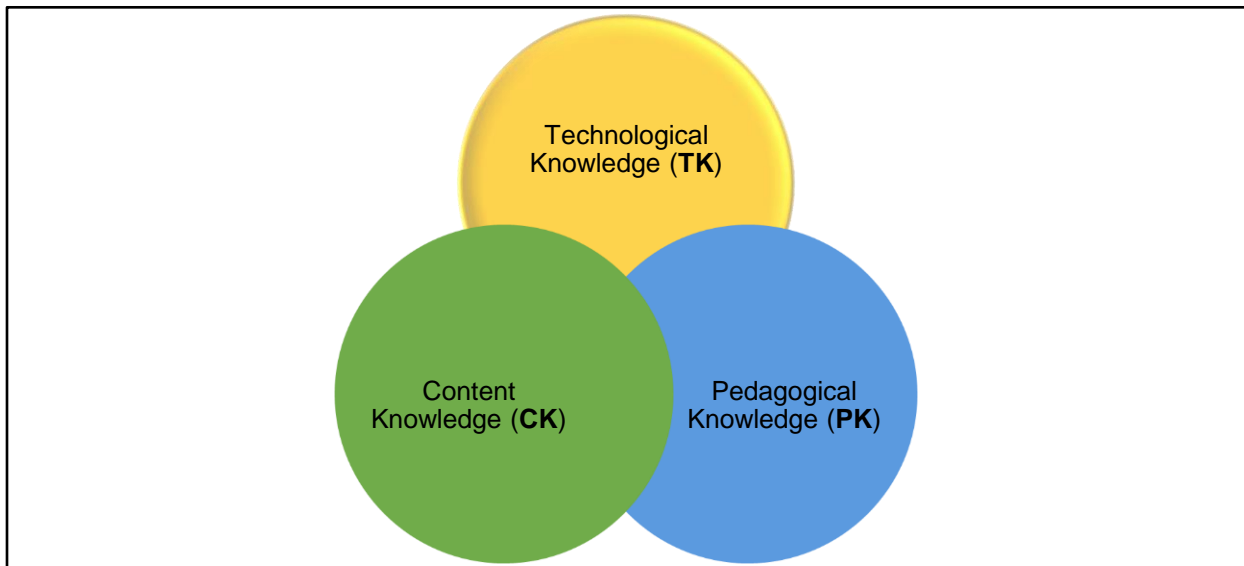 Technological
Knowledge (TK)
Content
Knowledge (CK)
Pedagogical
Knowledge (PK)